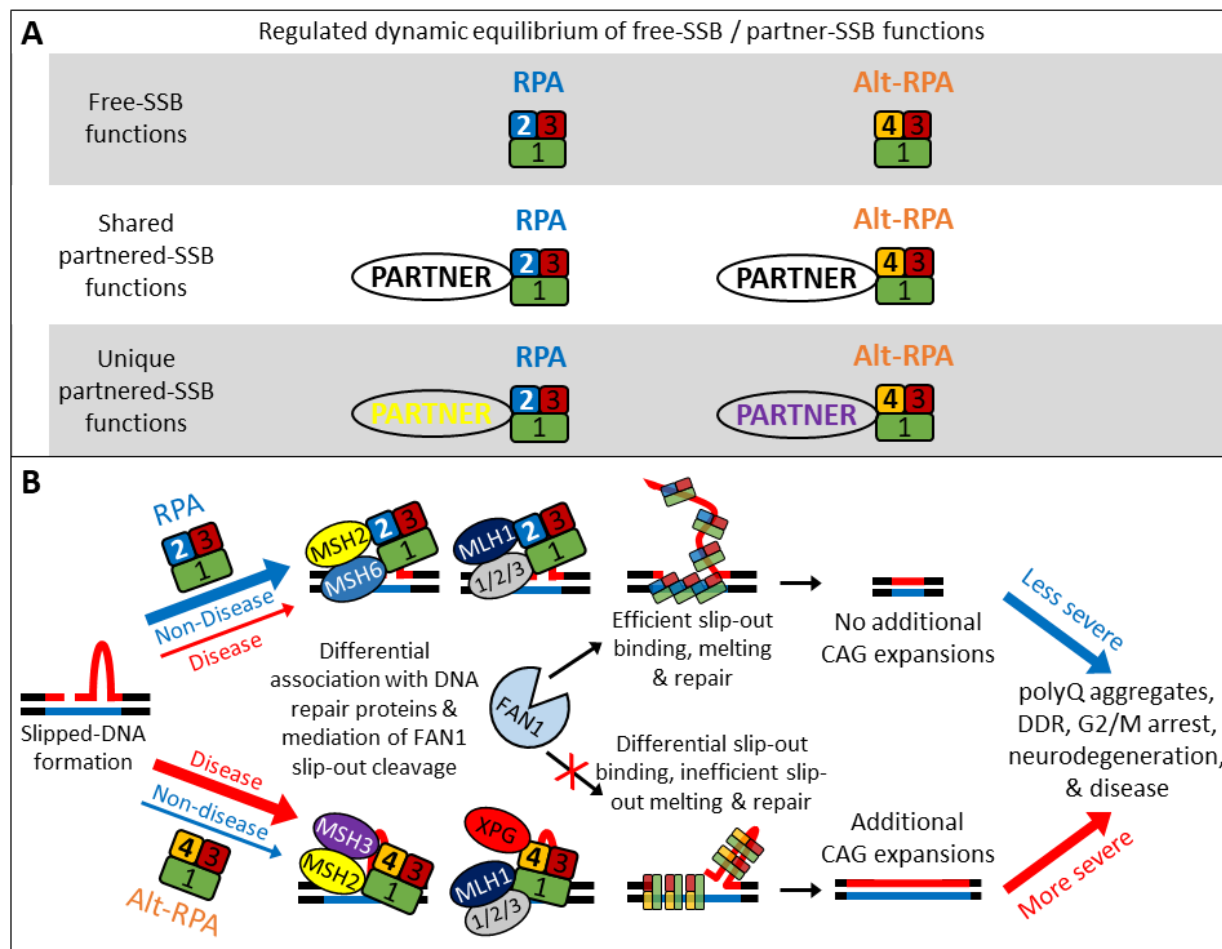 A
Regulated dynamic equilibrium of free-SSB / partner-SSB functions
Free-SSB
functions
RPA
2 3
1
Alt-RPA
4 3
1
Shared
partnered-SSB
functions
RPA
PARTNER
2 3
1
Alt-RPA
PARTNER
4 3
1
Unique
partnered-SSB
functions
RPA
PARTNER
2 3
1
Alt-RPA
PARTNER
4 3
1
B
RPA
2 3
1
Non-Disease
Disease
Slipped-DNA
formation
Disease
Non-disease
4 3
1
Alt-RPA
MSH2
MSH6
2 3
1
MLH1
1/2/3
2 3
1
Differential
association with DNA
repair proteins &
mediation of FAN1
slip-out cleavage
MSH3
MSH2
4 3
1
XPG
MLH1
1/2/3
4 3
1
FAN1
Efficient slip-out
binding, melting
& repair
Differential slip-out
binding, inefficient slip-
out melting & repair
No additional
CAG expansions
Additional
CAG expansions
Less severe
polyQ aggregates,
DDR, G2/M arrest,
neurodegeneration,
& disease
More severe